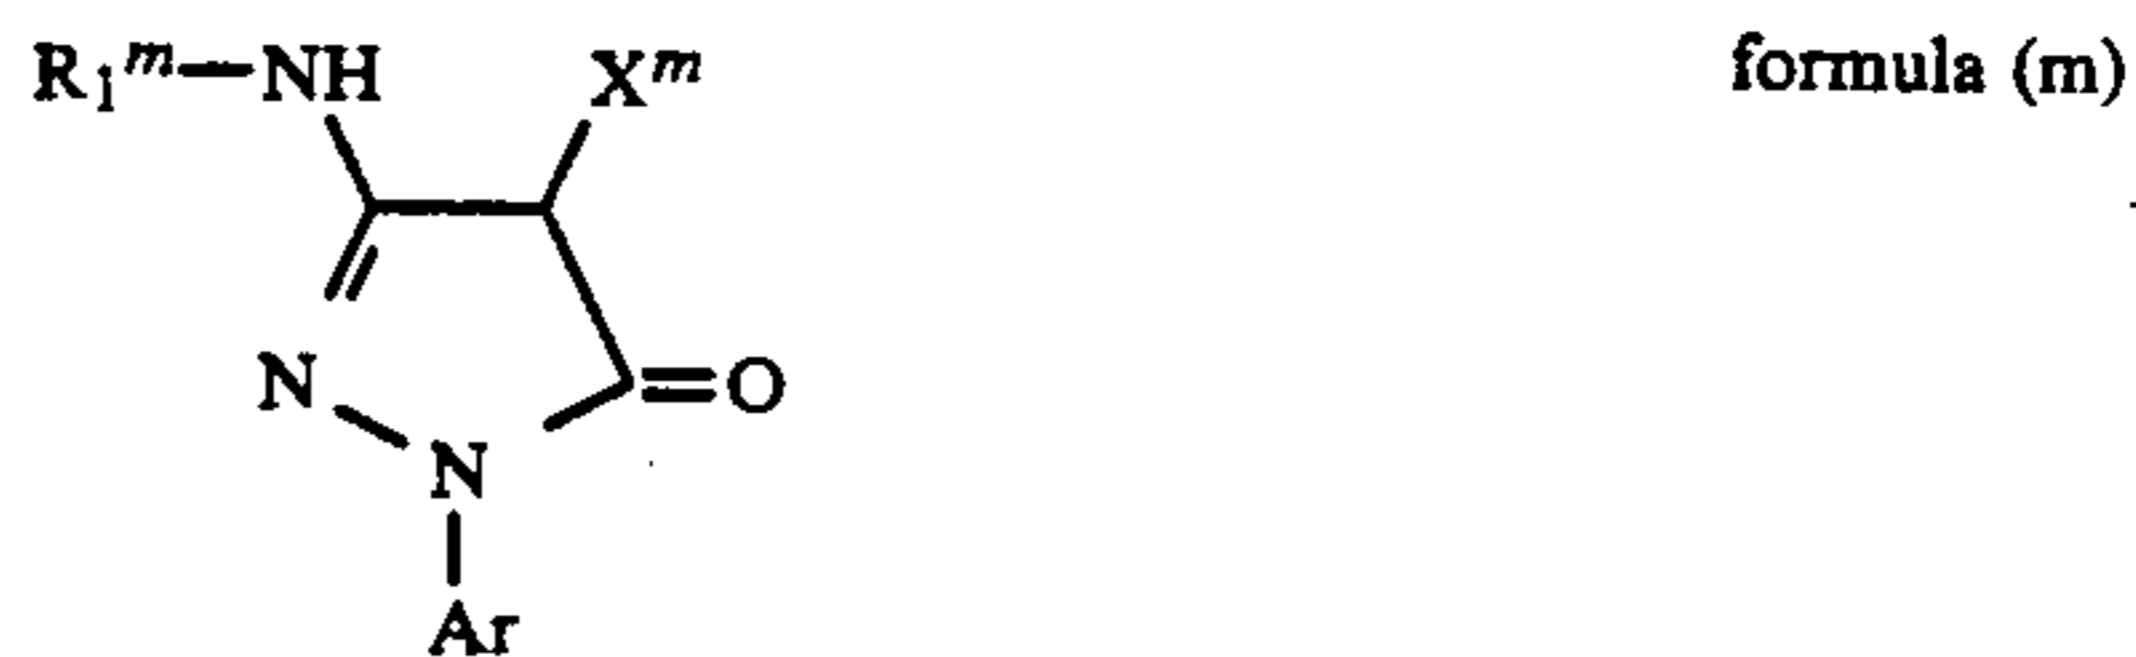 R₁ᵐ—NH Xᵐ formula (m)
N =O
N
Ar